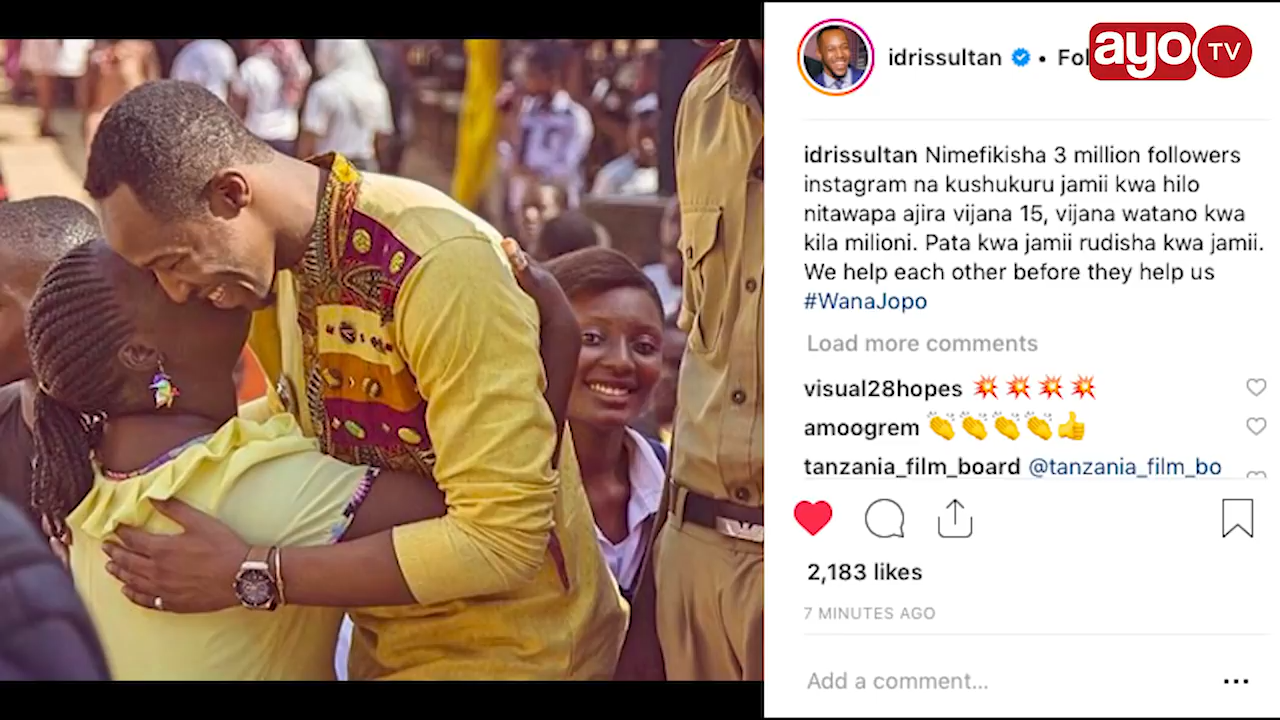 idrissultan • Fol
ayo TV
idrissultan Nimefikisha 3 million followers
instagram na kushukuru jamii kwa hilo
nitawapa ajira vijana 15, vijana watano kwa
kila milioni. Pata kwa jamii rudisha kwa jamii.
We help each other before they help us
#WanaJopo
Load more comments
visual28hopes 💥💥💥💥
amoogrem 👏👏👏👏👍
tanzania_film_board @tanzania_film_bo
2,183 likes
7 MINUTES AGO
Add a comment...